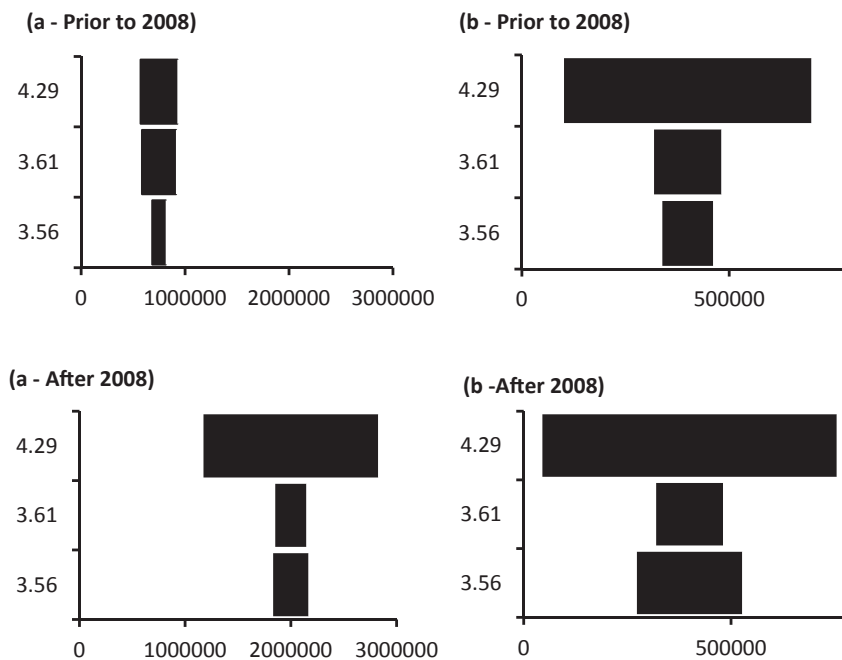 (a - Prior to 2008)
4.29
3.61
3.56
0 1000000 2000000 3000000
(b - Prior to 2008)
4.29
3.61
3.56
0 500000
(a - After 2008)
4.29
3.61
3.56
0 1000000 2000000 3000000
(b -After 2008)
4.29
3.61
3.56
0 500000